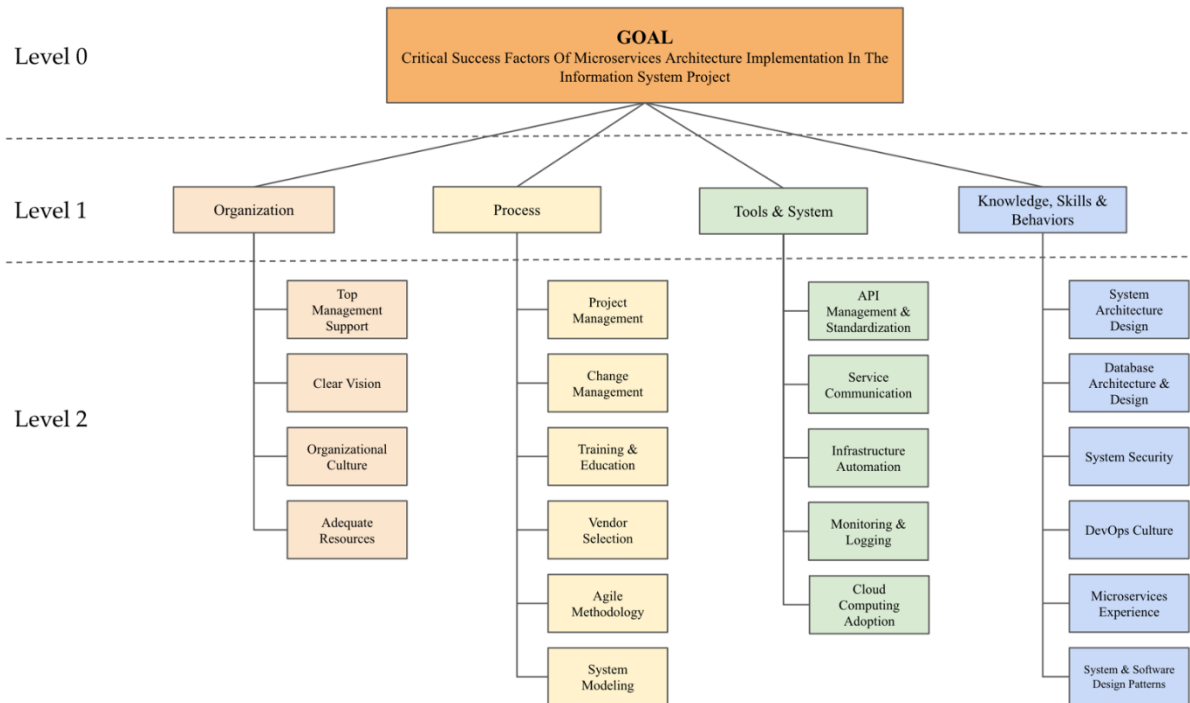 Level 0
GOAL
Critical Success Factors Of Microservices Architecture Implementation In The
Information System Project
Level 1
Organization
Process
Tools & System
Knowledge, Skills &
Behaviors
Level 2
Top
Management
Support
Clear Vision
Organizational
Culture
Adequate
Resources
Project
Management
Change
Management
Training &
Education
Vendor
Selection
Agile
Methodology
System
Modeling
API
Management &
Standardization
Service
Communication
Infrastructure
Automation
Monitoring &
Logging
Cloud
Computing
Adoption
System
Architecture
Design
Database
Architecture &
Design
System Security
DevOps Culture
Microservices
Experience
System & Software
Design Patterns